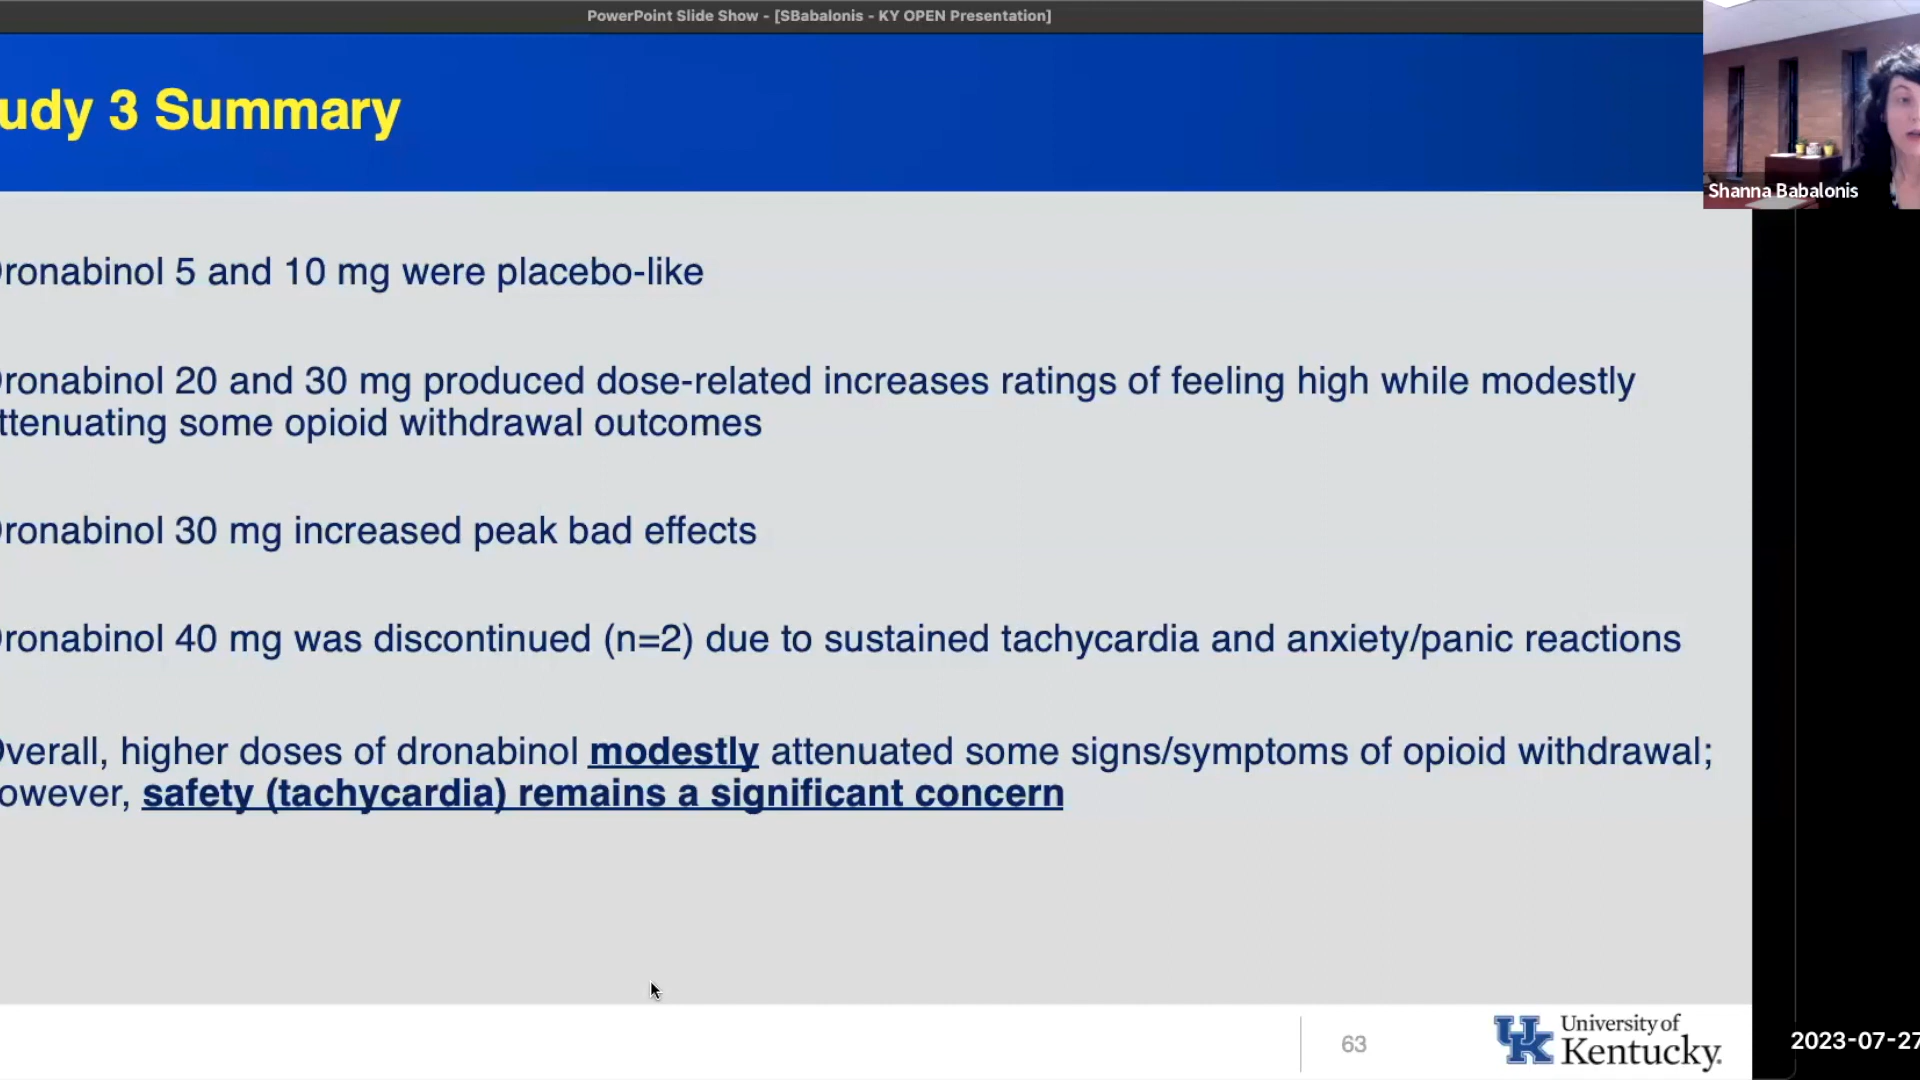 PowerPoint Slide Show - [SBabalonis - KY OPEN Presentation]
udy 3 Summary
Shanna Babalonis
ronabinol 5 and 10 mg were placebo-like
ronabinol 20 and 30 mg produced dose-related increases ratings of feeling high while modestly
ttenuating some opioid withdrawal outcomes
ronabinol 30 mg increased peak bad effects
ronabinol 40 mg was discontinued (n=2) due to sustained tachycardia and anxiety/panic reactions
verall, higher doses of dronabinol modestly attenuated some signs/symptoms of opioid withdrawal;
owever, safety (tachycardia) remains a significant concern
63
UK
University of
Kentucky.
2023-07-27